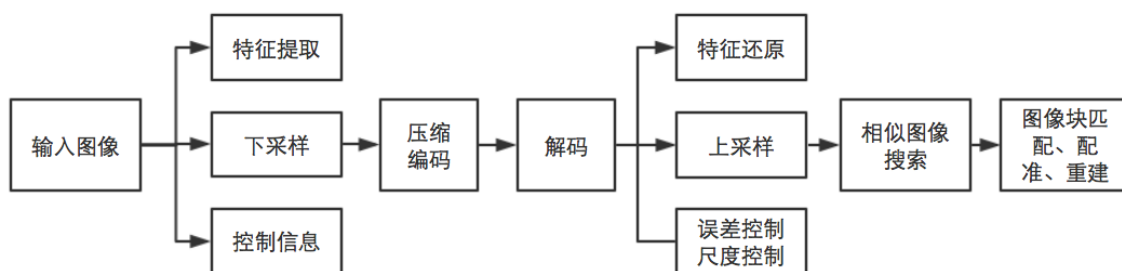 特征提取
特征还原
输入图像
下采样
压缩
编码
解码
上采样
相似图像
搜索
图像块匹
配、配
准、重建
控制信息
误差控制
尺度控制